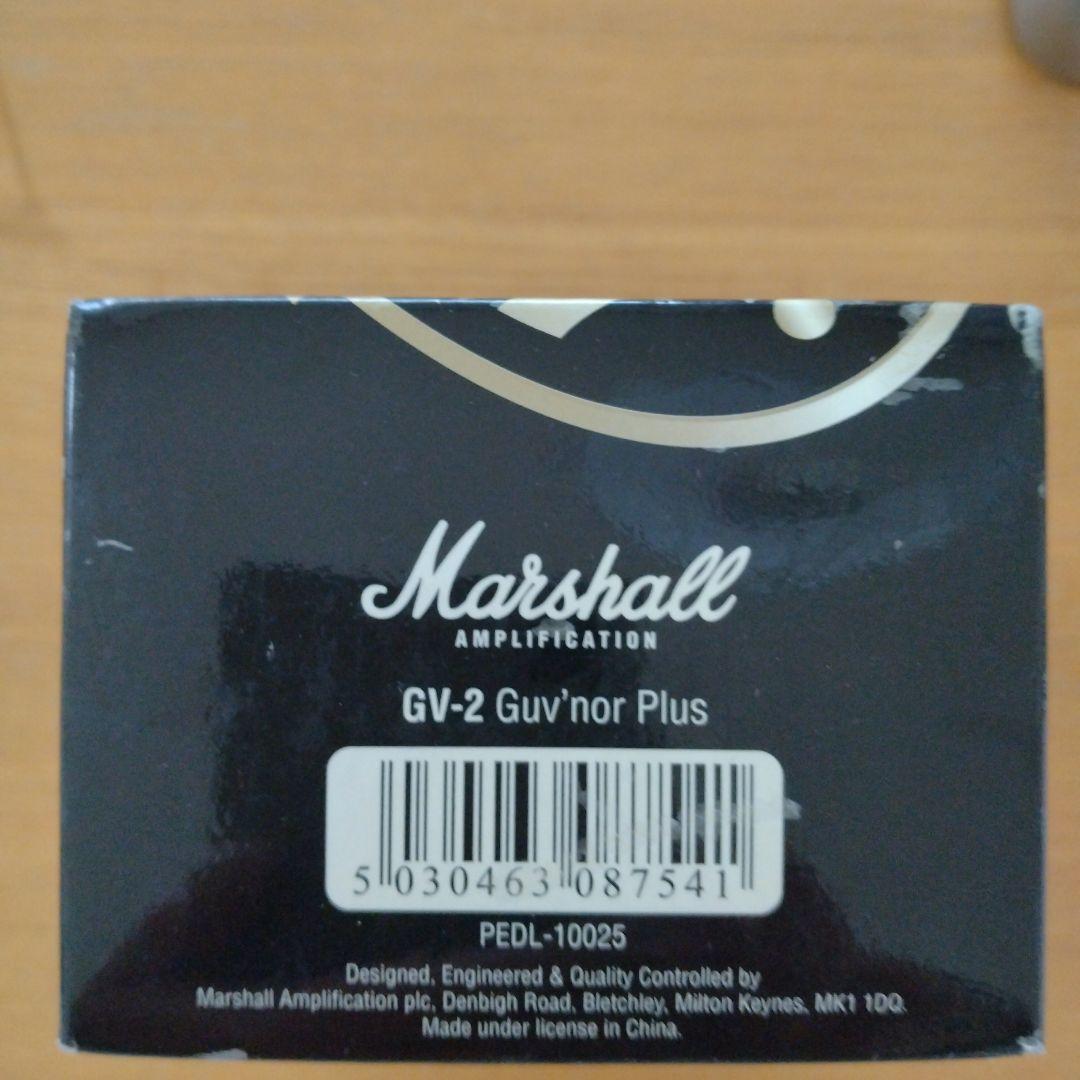 Marshall
AMPLIFICATION
GV-2 Guv'nor Plus
5 030463 087541
PEDL-10025
Designed, Engineered & Quality Controlled by
Marshall Amplification plc, Denbigh Road, Bletchley, Milton Keynes, MK1 1DQ.
Made under license in China.